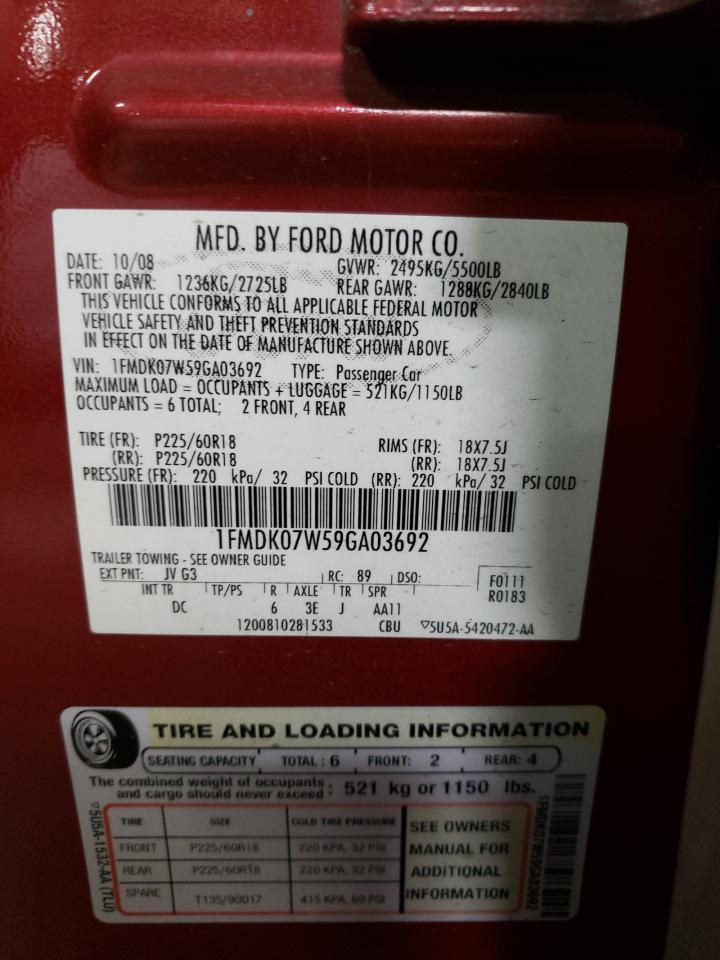 MFD. BY FORD MOTOR CO.
DATE: 10/08 GVWR: 2495KG/5500LB
FRONT GAWR: 1236KG/2725LB REAR GAWR: 1288KG/2840LB
THIS VEHICLE CONFORMS TO ALL APPLICABLE FEDERAL MOTOR
VEHICLE SAFETY AND THEFT PREVENTION STANDARDS
IN EFFECT ON THE DATE OF MANUFACTURE SHOWN ABOVE.
VIN: 1FMDK07W59GA03692 TYPE: Passenger Car
MAXIMUM LOAD = OCCUPANTS + LUGGAGE = 521KG/1150LB
OCCUPANTS = 6 TOTAL; 2 FRONT, 4 REAR
TIRE (FR): P225/60R18 RIMS (FR): 18X7.5J
(RR): P225/60R18 (RR): 18X7.5J
PRESSURE (FR): 220 kPa/ 32 PSI COLD (RR): 220 kPa/ 32 PSI COLD
1FMDK07W59GA03692
TRAILER TOWING - SEE OWNER GUIDE
EXT PNT: JV G3 RC: 89 DSO: F0111
INT TR TP/PS R AXLE TR SPR R0183
DC 6 3E J AA11
1200810281533 CBU ▽5U5A-5420472-AA
TIRE AND LOADING INFORMATION
SEATING CAPACITY TOTAL : 6 FRONT: 2 REAR: 4
The combined weight of occupants
and cargo should never exceed : 521 kg or 1150 lbs.
TIRE SIZE COLD TIRE PRESSURE
FRONT P225/60R18 220 KPA, 32 PSI
REAR P225/60R18 220 KPA, 32 PSI
SPARE T135/90D17 415 KPA, 60 PSI
SEE OWNERS
MANUAL FOR
ADDITIONAL
INFORMATION
▽5U5A-1532-AA (TLU)
1FMDK07W59GA03692